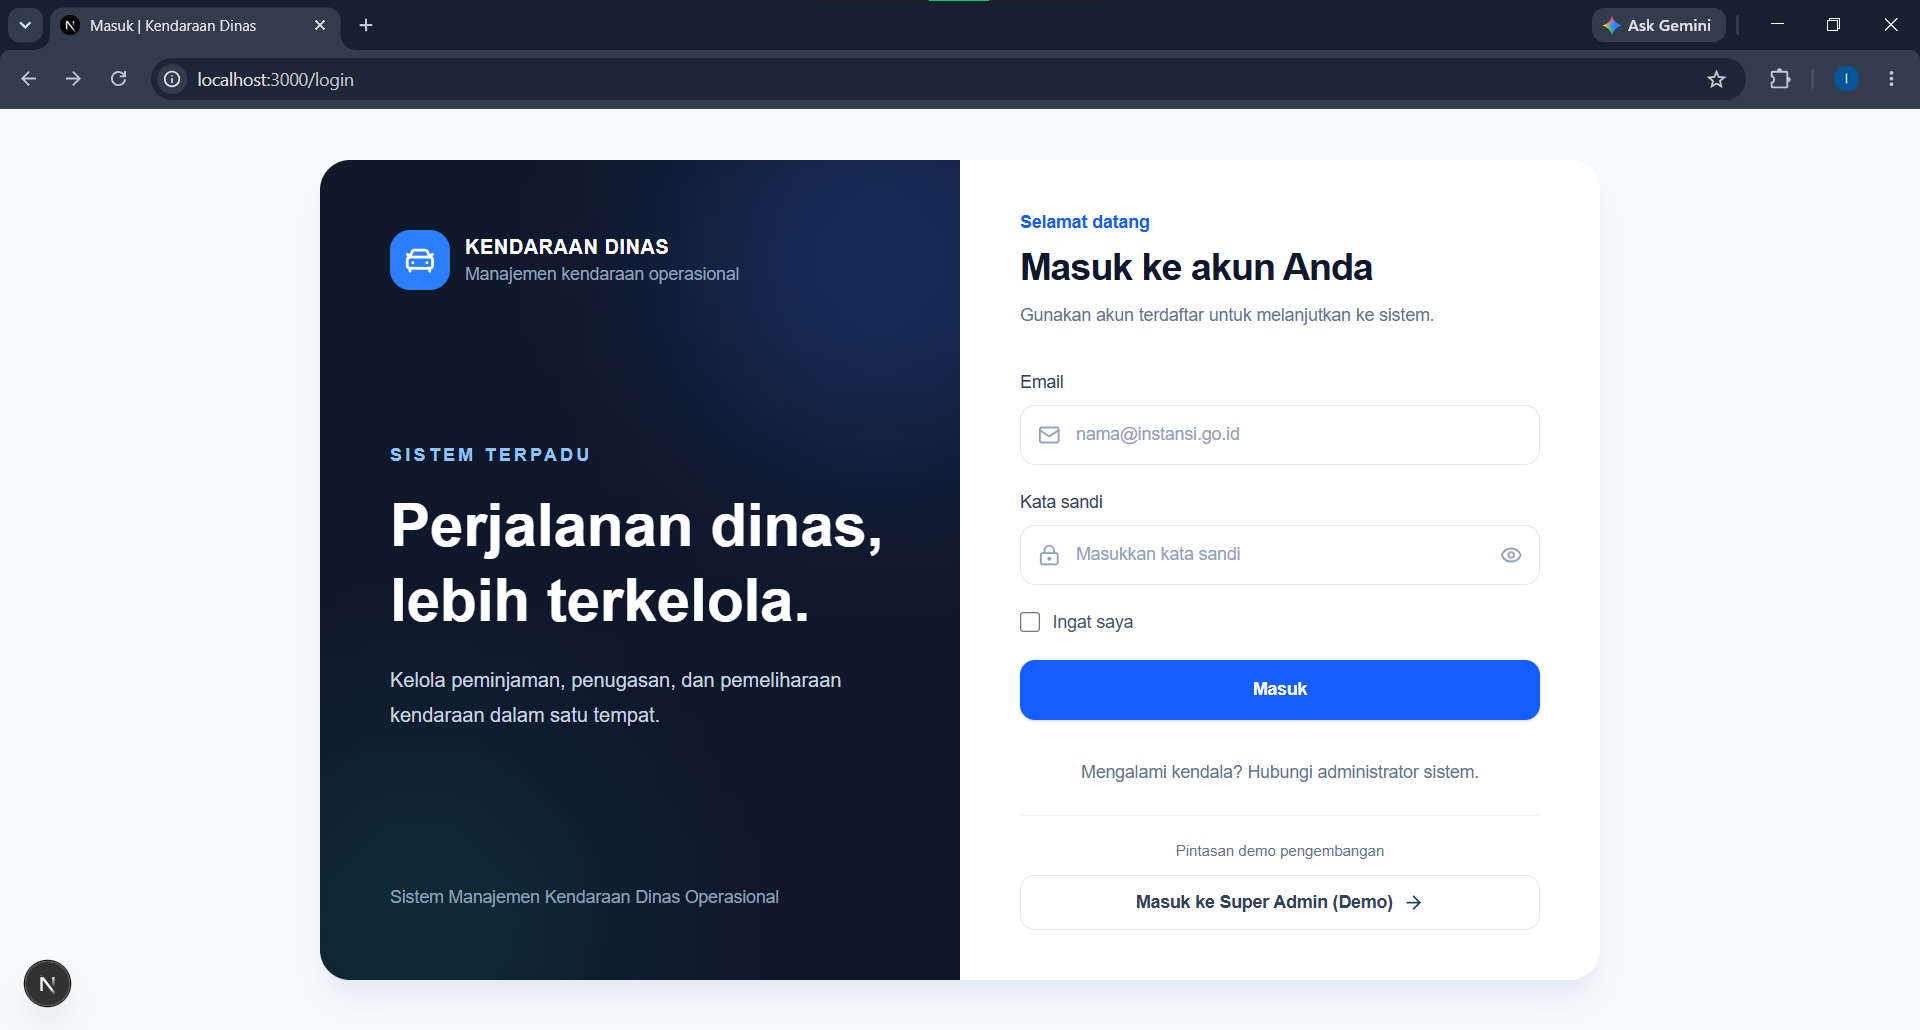 Masuk | Kendaraan Dinas
Ask Gemini
localhost:3000/login
I
KENDARAAN DINAS
Manajemen kendaraan operasional
SISTEM TERPADU
Perjalanan dinas,
lebih terkelola.
Kelola peminjaman, penugasan, dan pemeliharaan
kendaraan dalam satu tempat.
Sistem Manajemen Kendaraan Dinas Operasional
N
Selamat datang
Masuk ke akun Anda
Gunakan akun terdaftar untuk melanjutkan ke sistem.
Email
nama@instansi.go.id
Kata sandi
Masukkan kata sandi
Ingat saya
Masuk
Mengalami kendala? Hubungi administrator sistem.
Pintasan demo pengembangan
Masuk ke Super Admin (Demo)